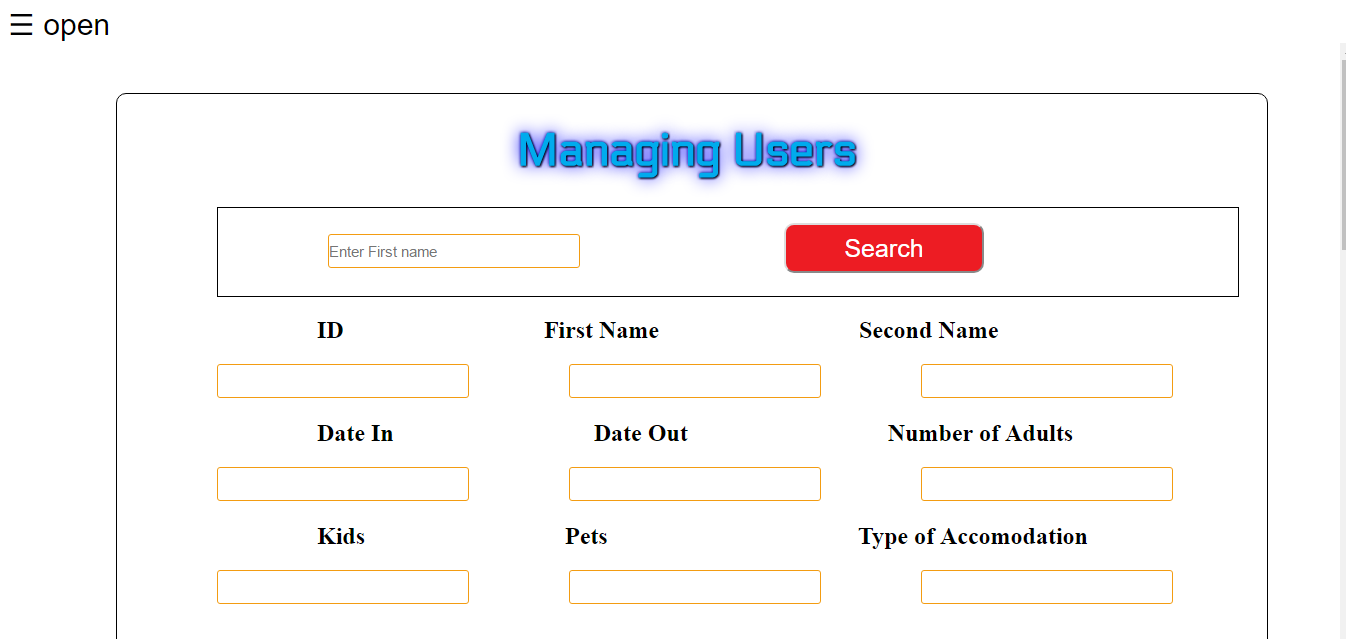 ☰ open
Managing Users
Enter First name Search
ID First Name Second Name
Date In Date Out Number of Adults
Kids Pets Type of Accomodation